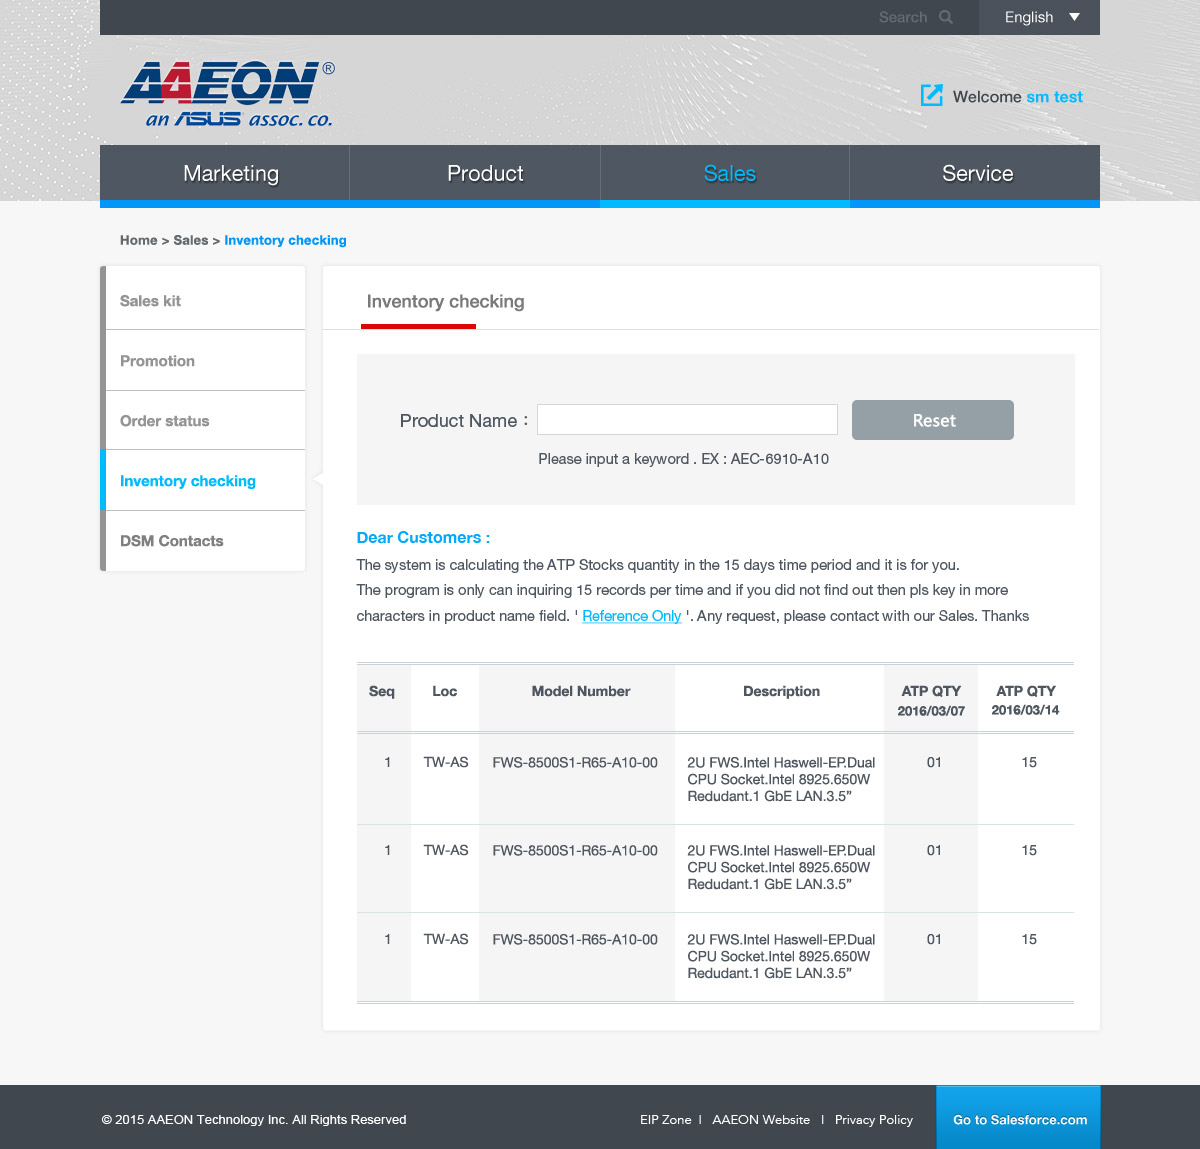 Search
English
AAEON®
an ASUS assoc. co.
Welcome sm test
Marketing
Product
Sales
Service
Home > Sales > Inventory checking
Sales kit
Promotion
Order status
Inventory checking
DSM Contacts
Inventory checking
Product Name :
Reset
Please input a keyword . EX : AEC-6910-A10
Dear Customers :
The system is calculating the ATP Stocks quantity in the 15 days time period and it is for you.
The program is only can inquiring 15 records per time and if you did not find out then pls key in more
characters in product name field. ' Reference Only '. Any request, please contact with our Sales. Thanks
Seq Loc Model Number Description ATP QTY ATP QTY
2016/03/07 2016/03/14
1 TW-AS FWS-8500S1-R65-A10-00 2U FWS.Intel Haswell-EP.Dual 01 15
CPU Socket.Intel 8925.650W
Redudant.1 GbE LAN.3.5”
1 TW-AS FWS-8500S1-R65-A10-00 2U FWS.Intel Haswell-EP.Dual 01 15
CPU Socket.Intel 8925.650W
Redudant.1 GbE LAN.3.5”
1 TW-AS FWS-8500S1-R65-A10-00 2U FWS.Intel Haswell-EP.Dual 01 15
CPU Socket.Intel 8925.650W
Redudant.1 GbE LAN.3.5”
© 2015 AAEON Technology Inc. All Rights Reserved
EIP Zone | AAEON Website | Privacy Policy
Go to Salesforce.com